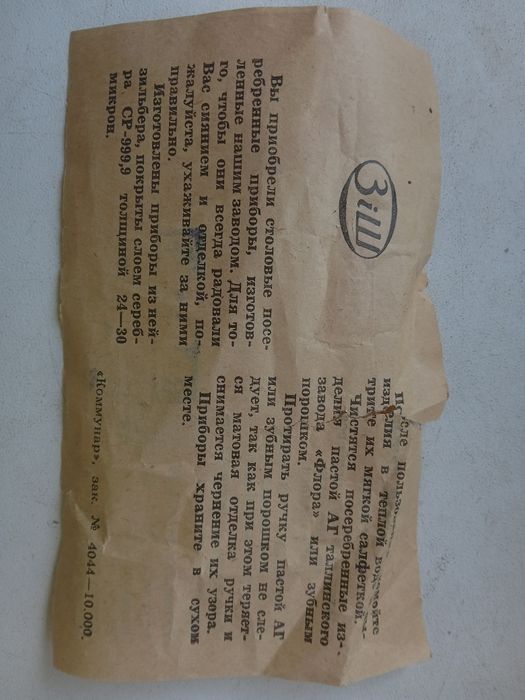 ЗіШ
Вы приобрели столовые посе-
ребренные приборы, изготов-
ленные нашим заводом. Для то-
го, чтобы они всегда радовали
Вас сиянием и отделкой, по-
жалуйста, ухаживайте за ними
правильно.
Изготовлены приборы из ней-
зильбера, покрыты слоем сереб-
ра СР-999,9 толщиной 24—30
микрон.
После
изделия в теплой
трите их мягкой салфеткой.
Чистятся посеребренные из-
делия пастой АГ таллинского
завода «Флора» или зубным
порошком.
Протирать ручку пастой АГ
или зубным порошком не сле-
дует, так как при этом теряет-
ся матовая отделка ручки и
снимается чернение их узора.
Приборы храните в сухом
месте.
«Коммунар», зак. № 4044—10.000.